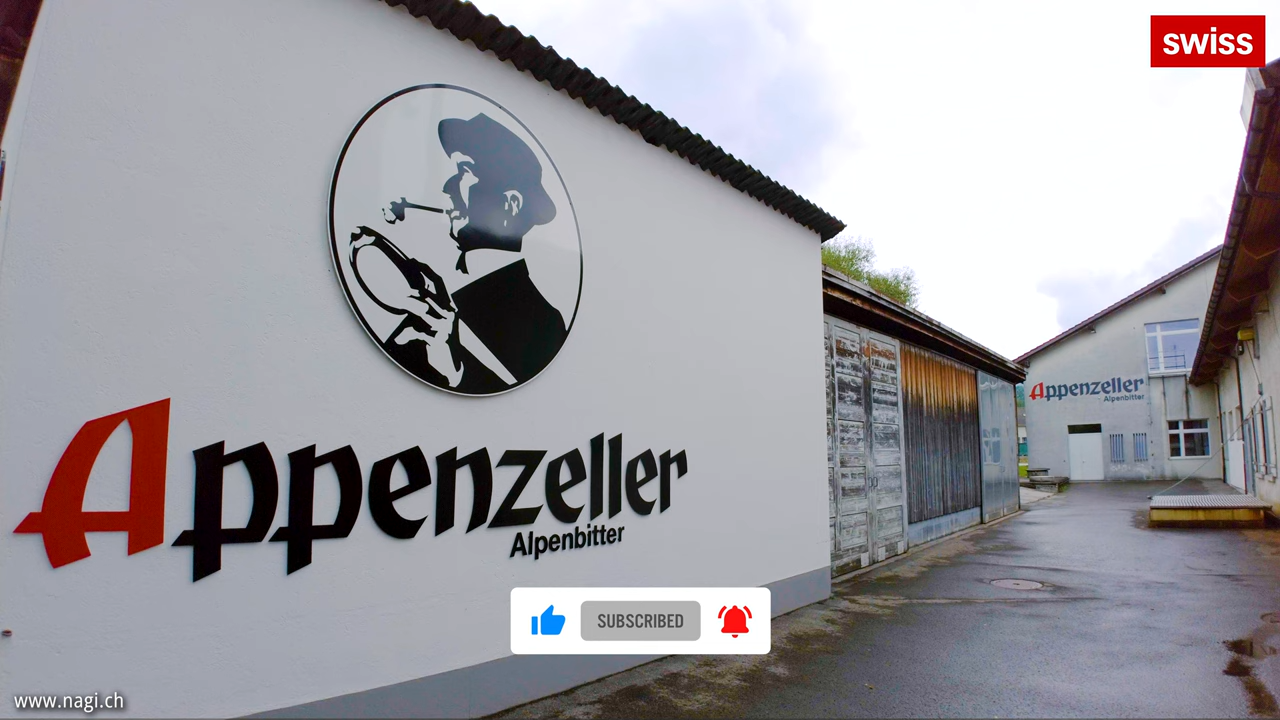 swiss
Appenzeller
Alpenbitter
Appenzeller
Alpenbitter
SUBSCRIBED
www.nagi.ch